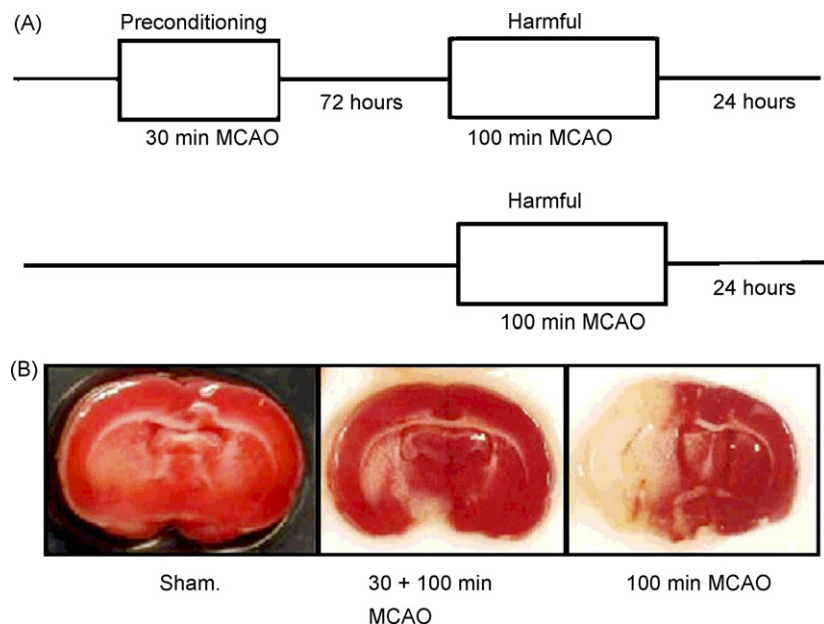 (A)
Preconditioning
Harmful
72 hours
24 hours
30 min MCAO
100 min MCAO
Harmful
24 hours
100 min MCAO
(B)
Sham.
30 + 100 min
MCAO
100 min MCAO